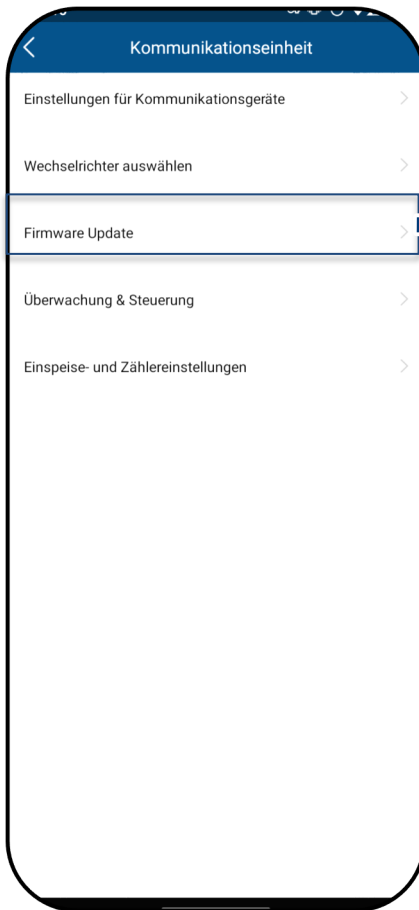 Kommunikationseinheit
Einstellungen für Kommunikationsgeräte
Wechselrichter auswählen
Firmware Update
Überwachung & Steuerung
Einspeise- und Zählereinstellungen